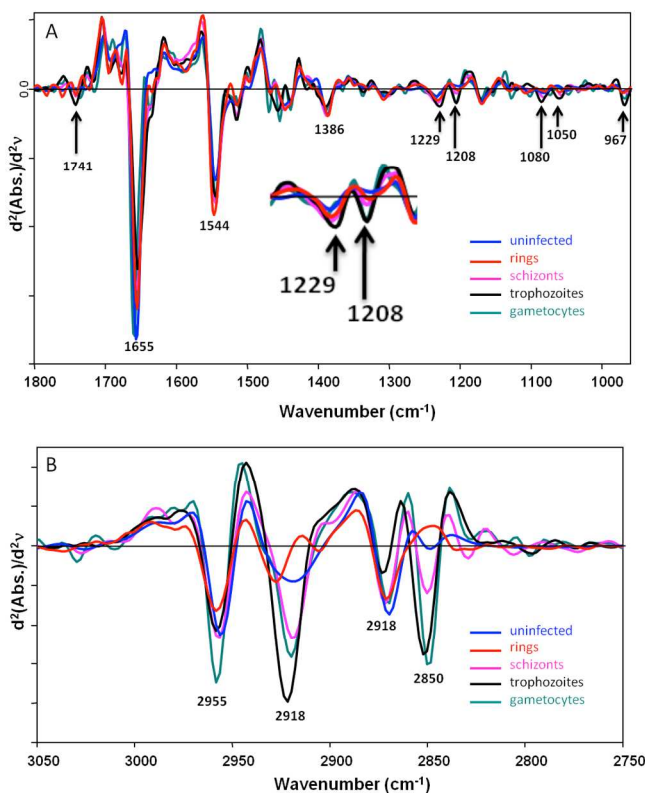 A
d²(Abs.)/d²ν
0.0
1741
1655
1544
1386
1229
1208
1080
1050
967
1229
1208
uninfected
rings
schizonts
trophozoites
gametocytes
1800 1700 1600 1500 1400 1300 1200 1100 1000
Wavenumber (cm⁻¹)
B
d²(Abs.)/d²ν
2955
2918
2918
2850
uninfected
rings
schizonts
trophozoites
gametocytes
3050 3000 2950 2900 2850 2800 2750
Wavenumber (cm⁻¹)